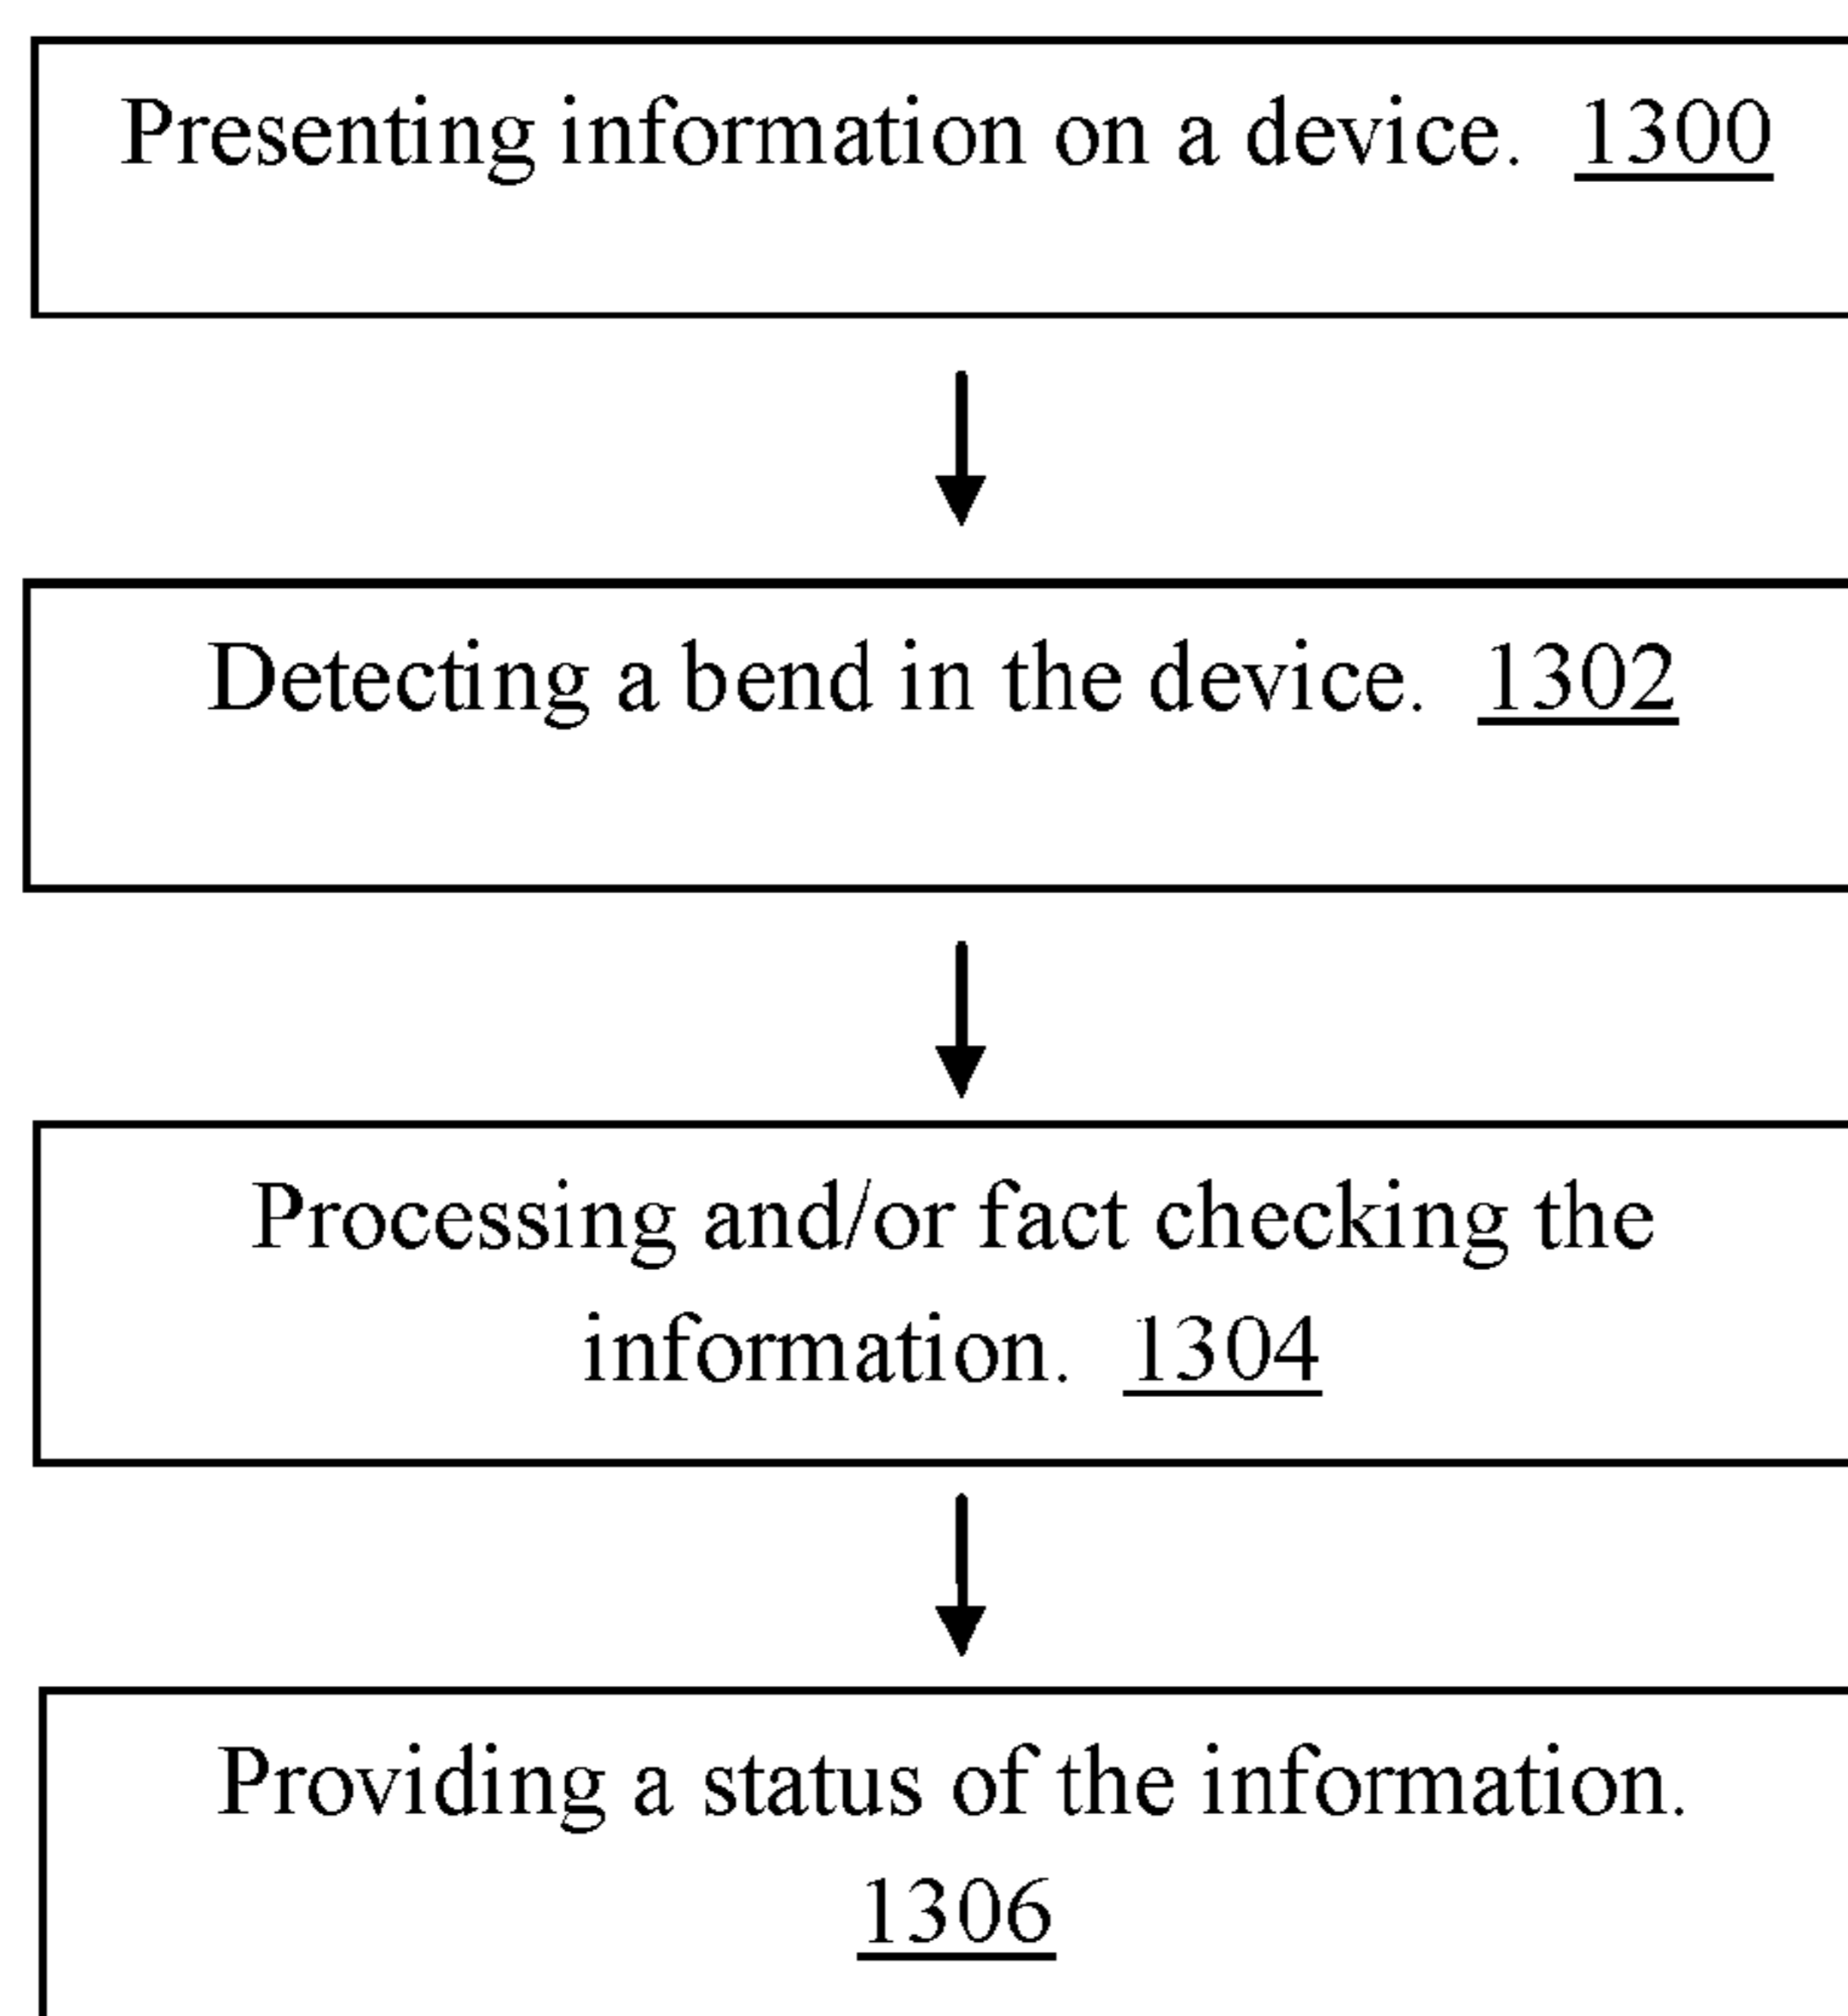 Presenting information on a device. 1300
Detecting a bend in the device. 1302
Processing and/or fact checking the
information. 1304
Providing a status of the information.
1306